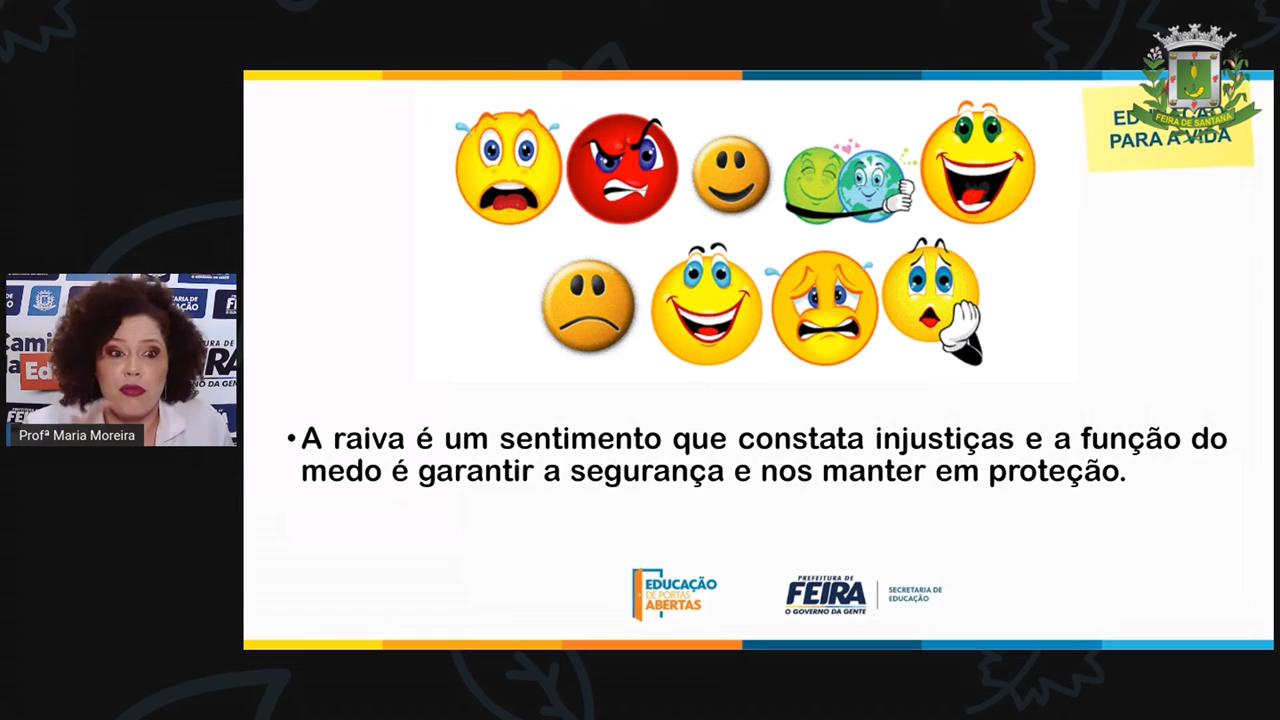 EDUCAÇÃO
PARA A VIDA
FEIRA DE SANTANA
Profª Maria Moreira
• A raiva é um sentimento que constata injustiças e a função do
medo é garantir a segurança e nos manter em proteção.
EDUCAÇÃO
DE PORTAS
ABERTAS
PREFEITURA DE
FEIRA
O GOVERNO DA GENTE
SECRETARIA DE
EDUCAÇÃO